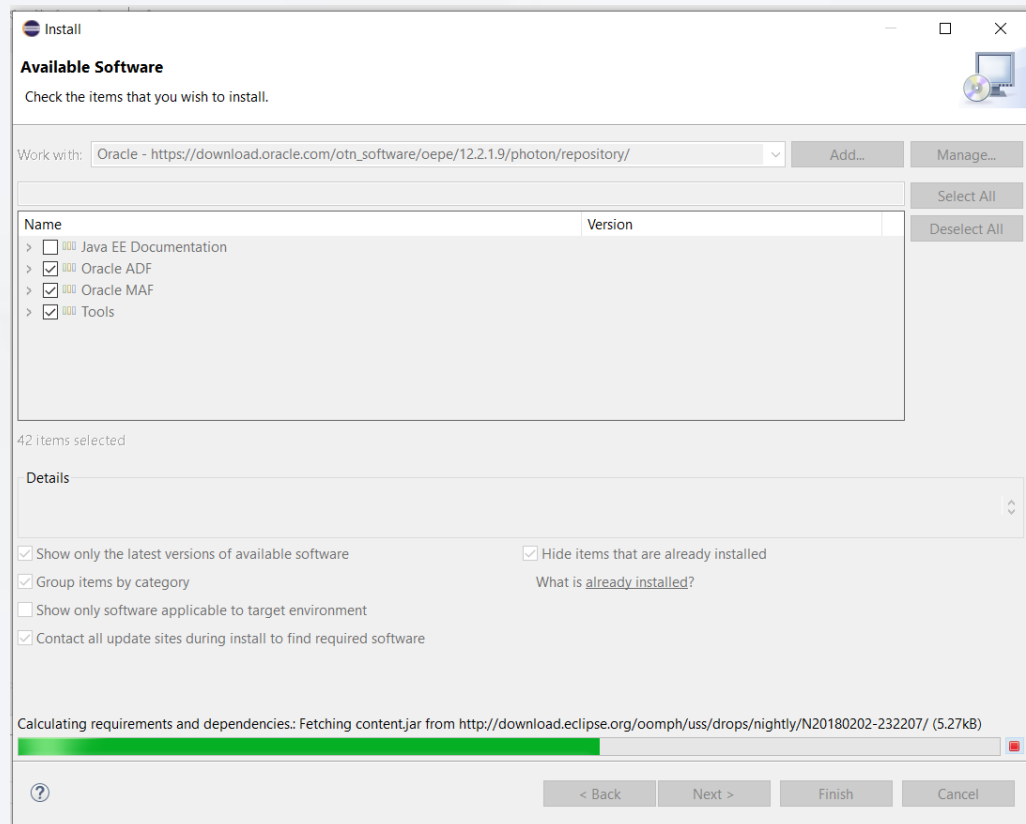 Install
Available Software
Check the items that you wish to install.
Work with: Oracle - https://download.oracle.com/otn_software/oepe/12.2.1.9/photon/repository/ Add... Manage...
Select All
Name Version
Deselect All
Java EE Documentation
Oracle ADF
Oracle MAF
Tools
42 items selected
Details
Show only the latest versions of available software Hide items that are already installed
Group items by category What is already installed?
Show only software applicable to target environment
Contact all update sites during install to find required software
Calculating requirements and dependencies.: Fetching content.jar from http://download.eclipse.org/oomph/uss/drops/nightly/N20180202-232207/ (5.27kB)
? < Back Next > Finish Cancel